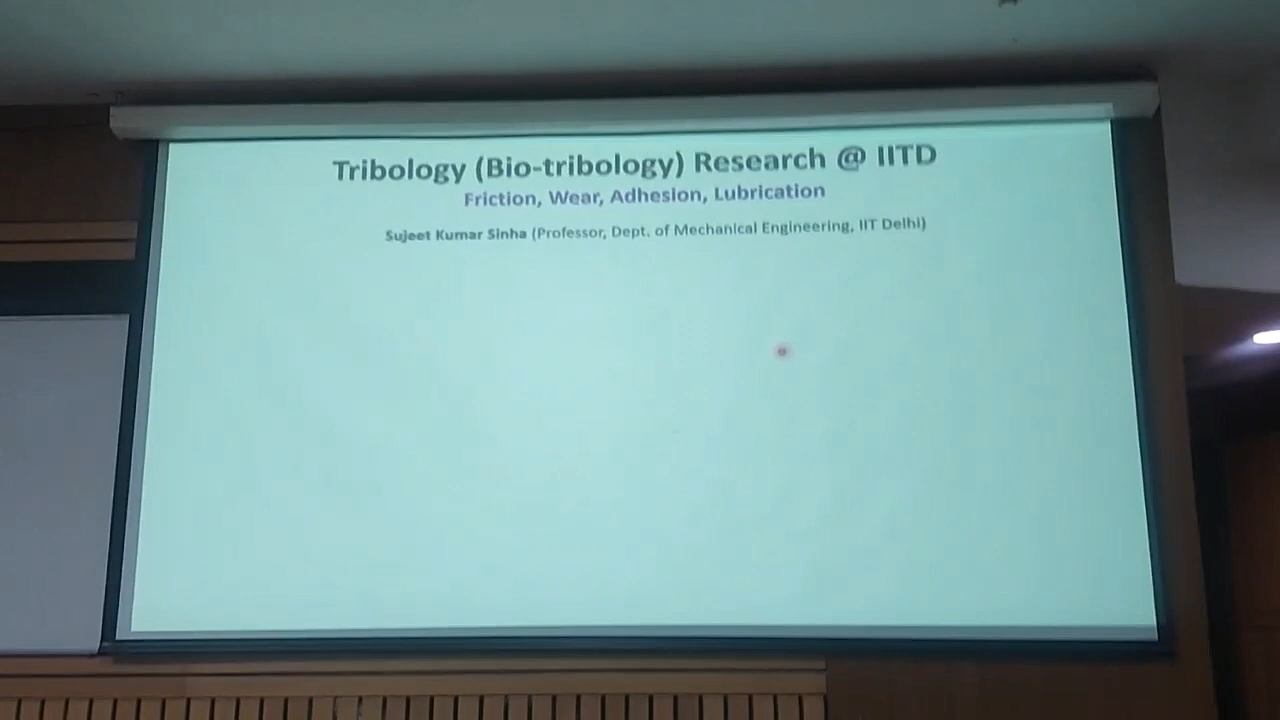 Tribology (Bio-tribology) Research @ IITD
Friction, Wear, Adhesion, Lubrication
Sujeet Kumar Sinha (Professor, Dept. of Mechanical Engineering, IIT Delhi)